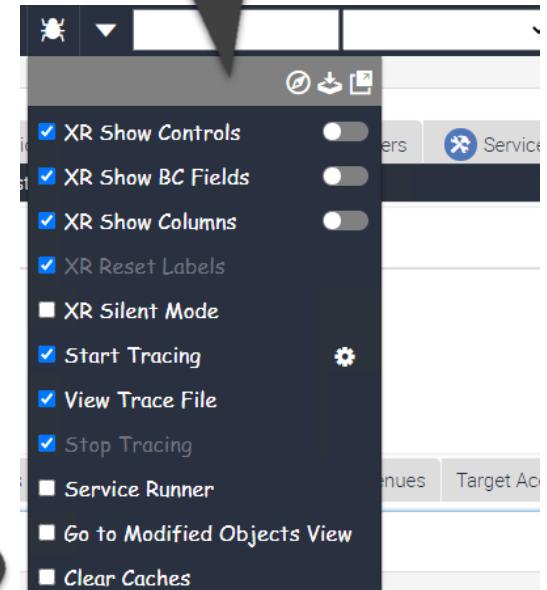 XR Show Controls
ers
Service
XR Show BC Fields
XR Show Columns
XR Reset Labels
XR Silent Mode
Start Tracing
View Trace File
Stop Tracing
Service Runner
enues
Target Ac
Go to Modified Objects View
Clear Caches